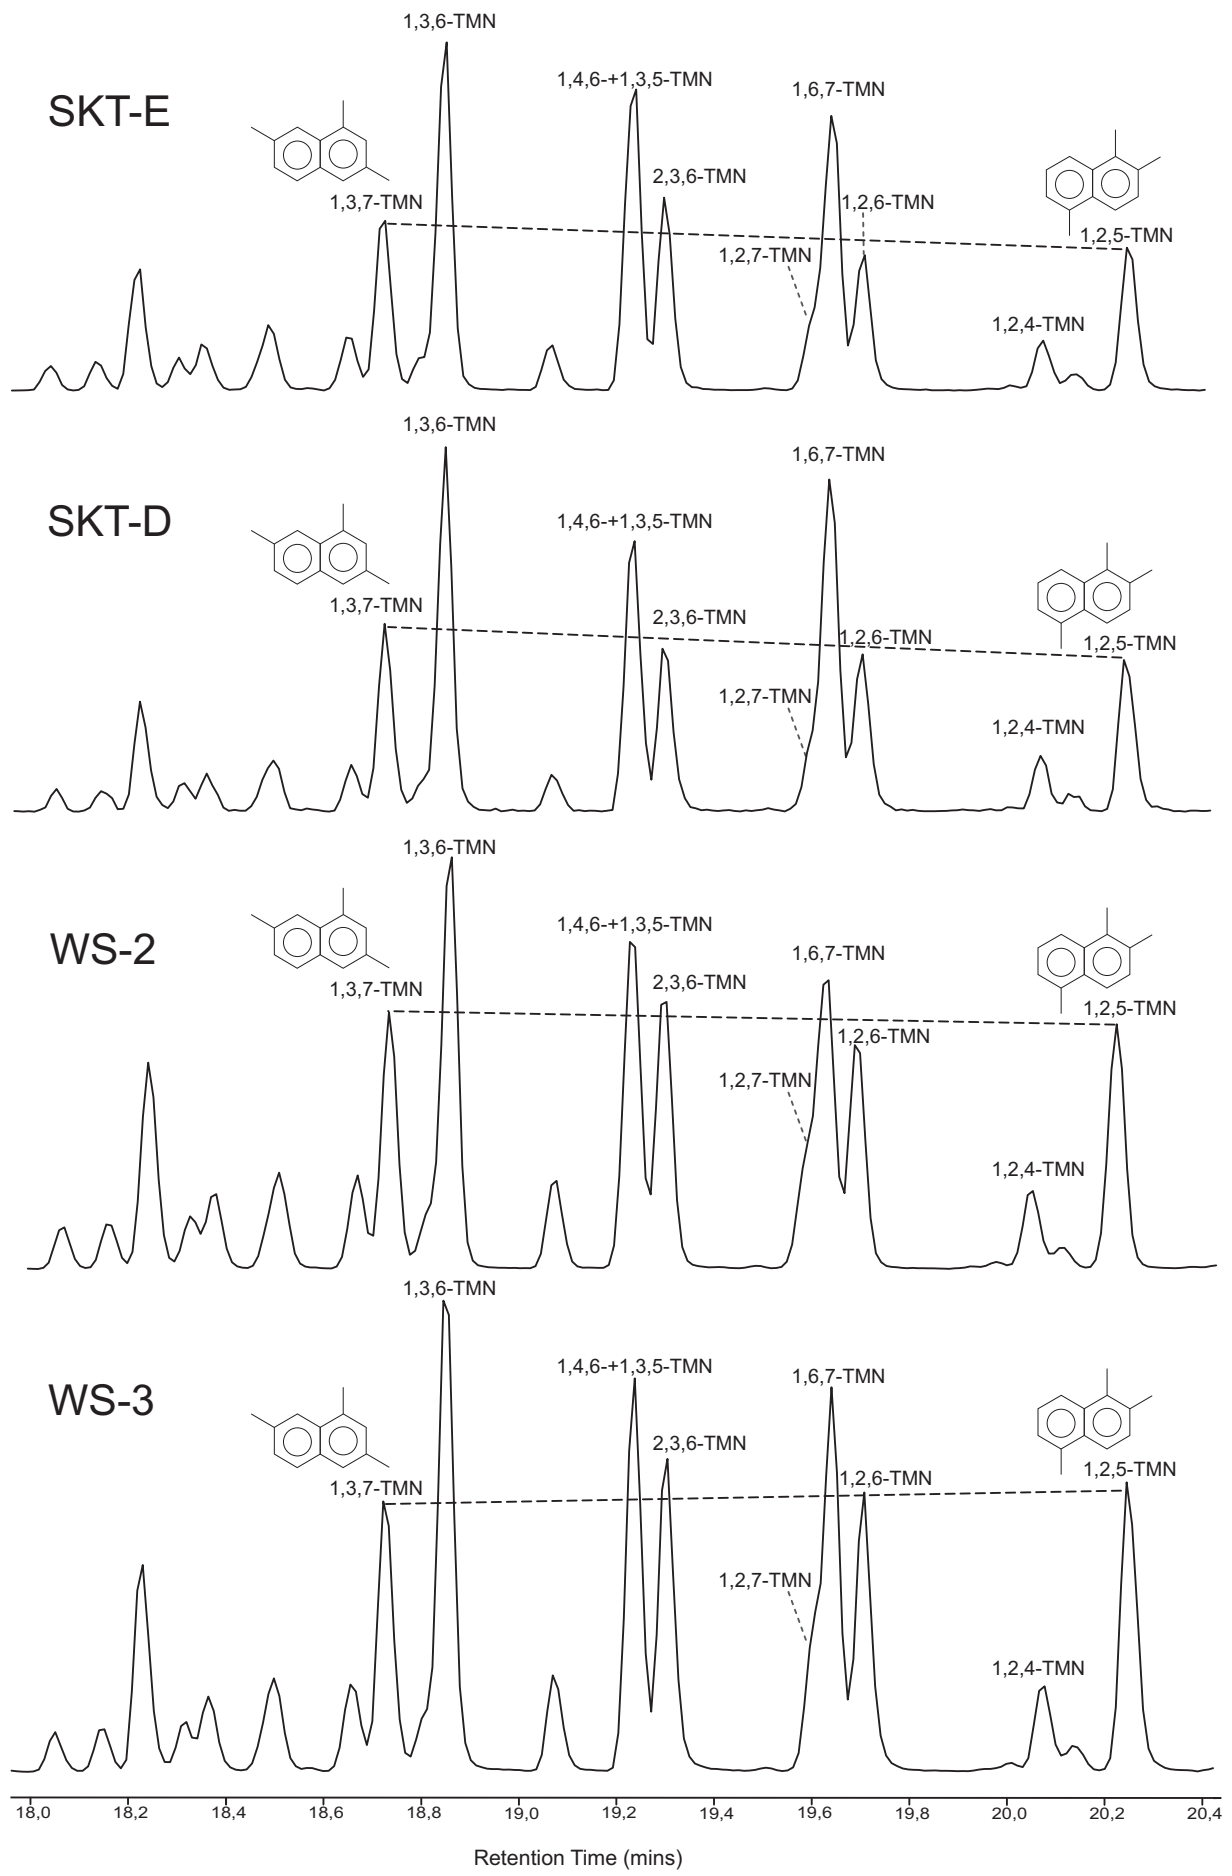 1,3,6-TMN
SKT-E
1,4,6-+1,3,5-TMN
1,6,7-TMN
2,3,6-TMN
1,3,7-TMN
1,2,6-TMN
1,2,5-TMN
1,2,7-TMN
1,2,4-TMN
1,3,6-TMN
1,6,7-TMN
SKT-D
1,4,6-+1,3,5-TMN
1,3,7-TMN
2,3,6-TMN
1,2,6-TMN
1,2,5-TMN
1,2,7-TMN
1,2,4-TMN
1,3,6-TMN
WS-2
1,4,6-+1,3,5-TMN
1,6,7-TMN
1,3,7-TMN
2,3,6-TMN
1,2,5-TMN
1,2,6-TMN
1,2,7-TMN
1,2,4-TMN
1,3,6-TMN
WS-3
1,4,6-+1,3,5-TMN
1,6,7-TMN
2,3,6-TMN
1,3,7-TMN
1,2,6-TMN
1,2,5-TMN
1,2,7-TMN
1,2,4-TMN
18,0 18,2 18,4 18,6 18,8 19,0 19,2 19,4 19,6 19,8 20,0 20,2 20,4
Retention Time (mins)